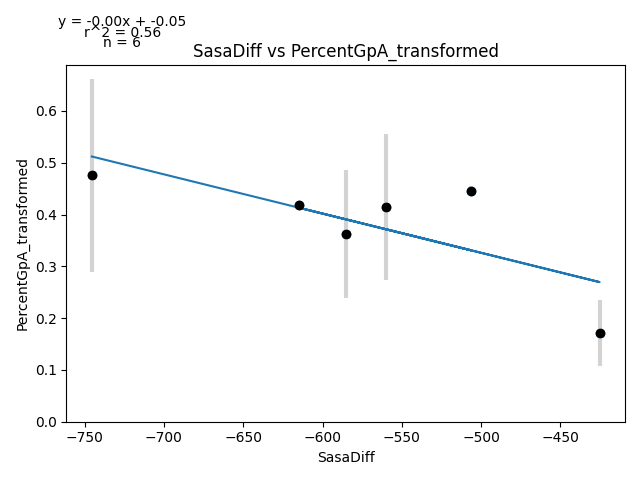 y = -0.00x + -0.05
r^2 = 0.56
n = 6
SasaDiff vs PercentGpA_transformed
PercentGpA_transformed
0.6
0.5
0.4
0.3
0.2
0.1
0.0
−750 −700 −650 −600 −550 −500 −450
SasaDiff